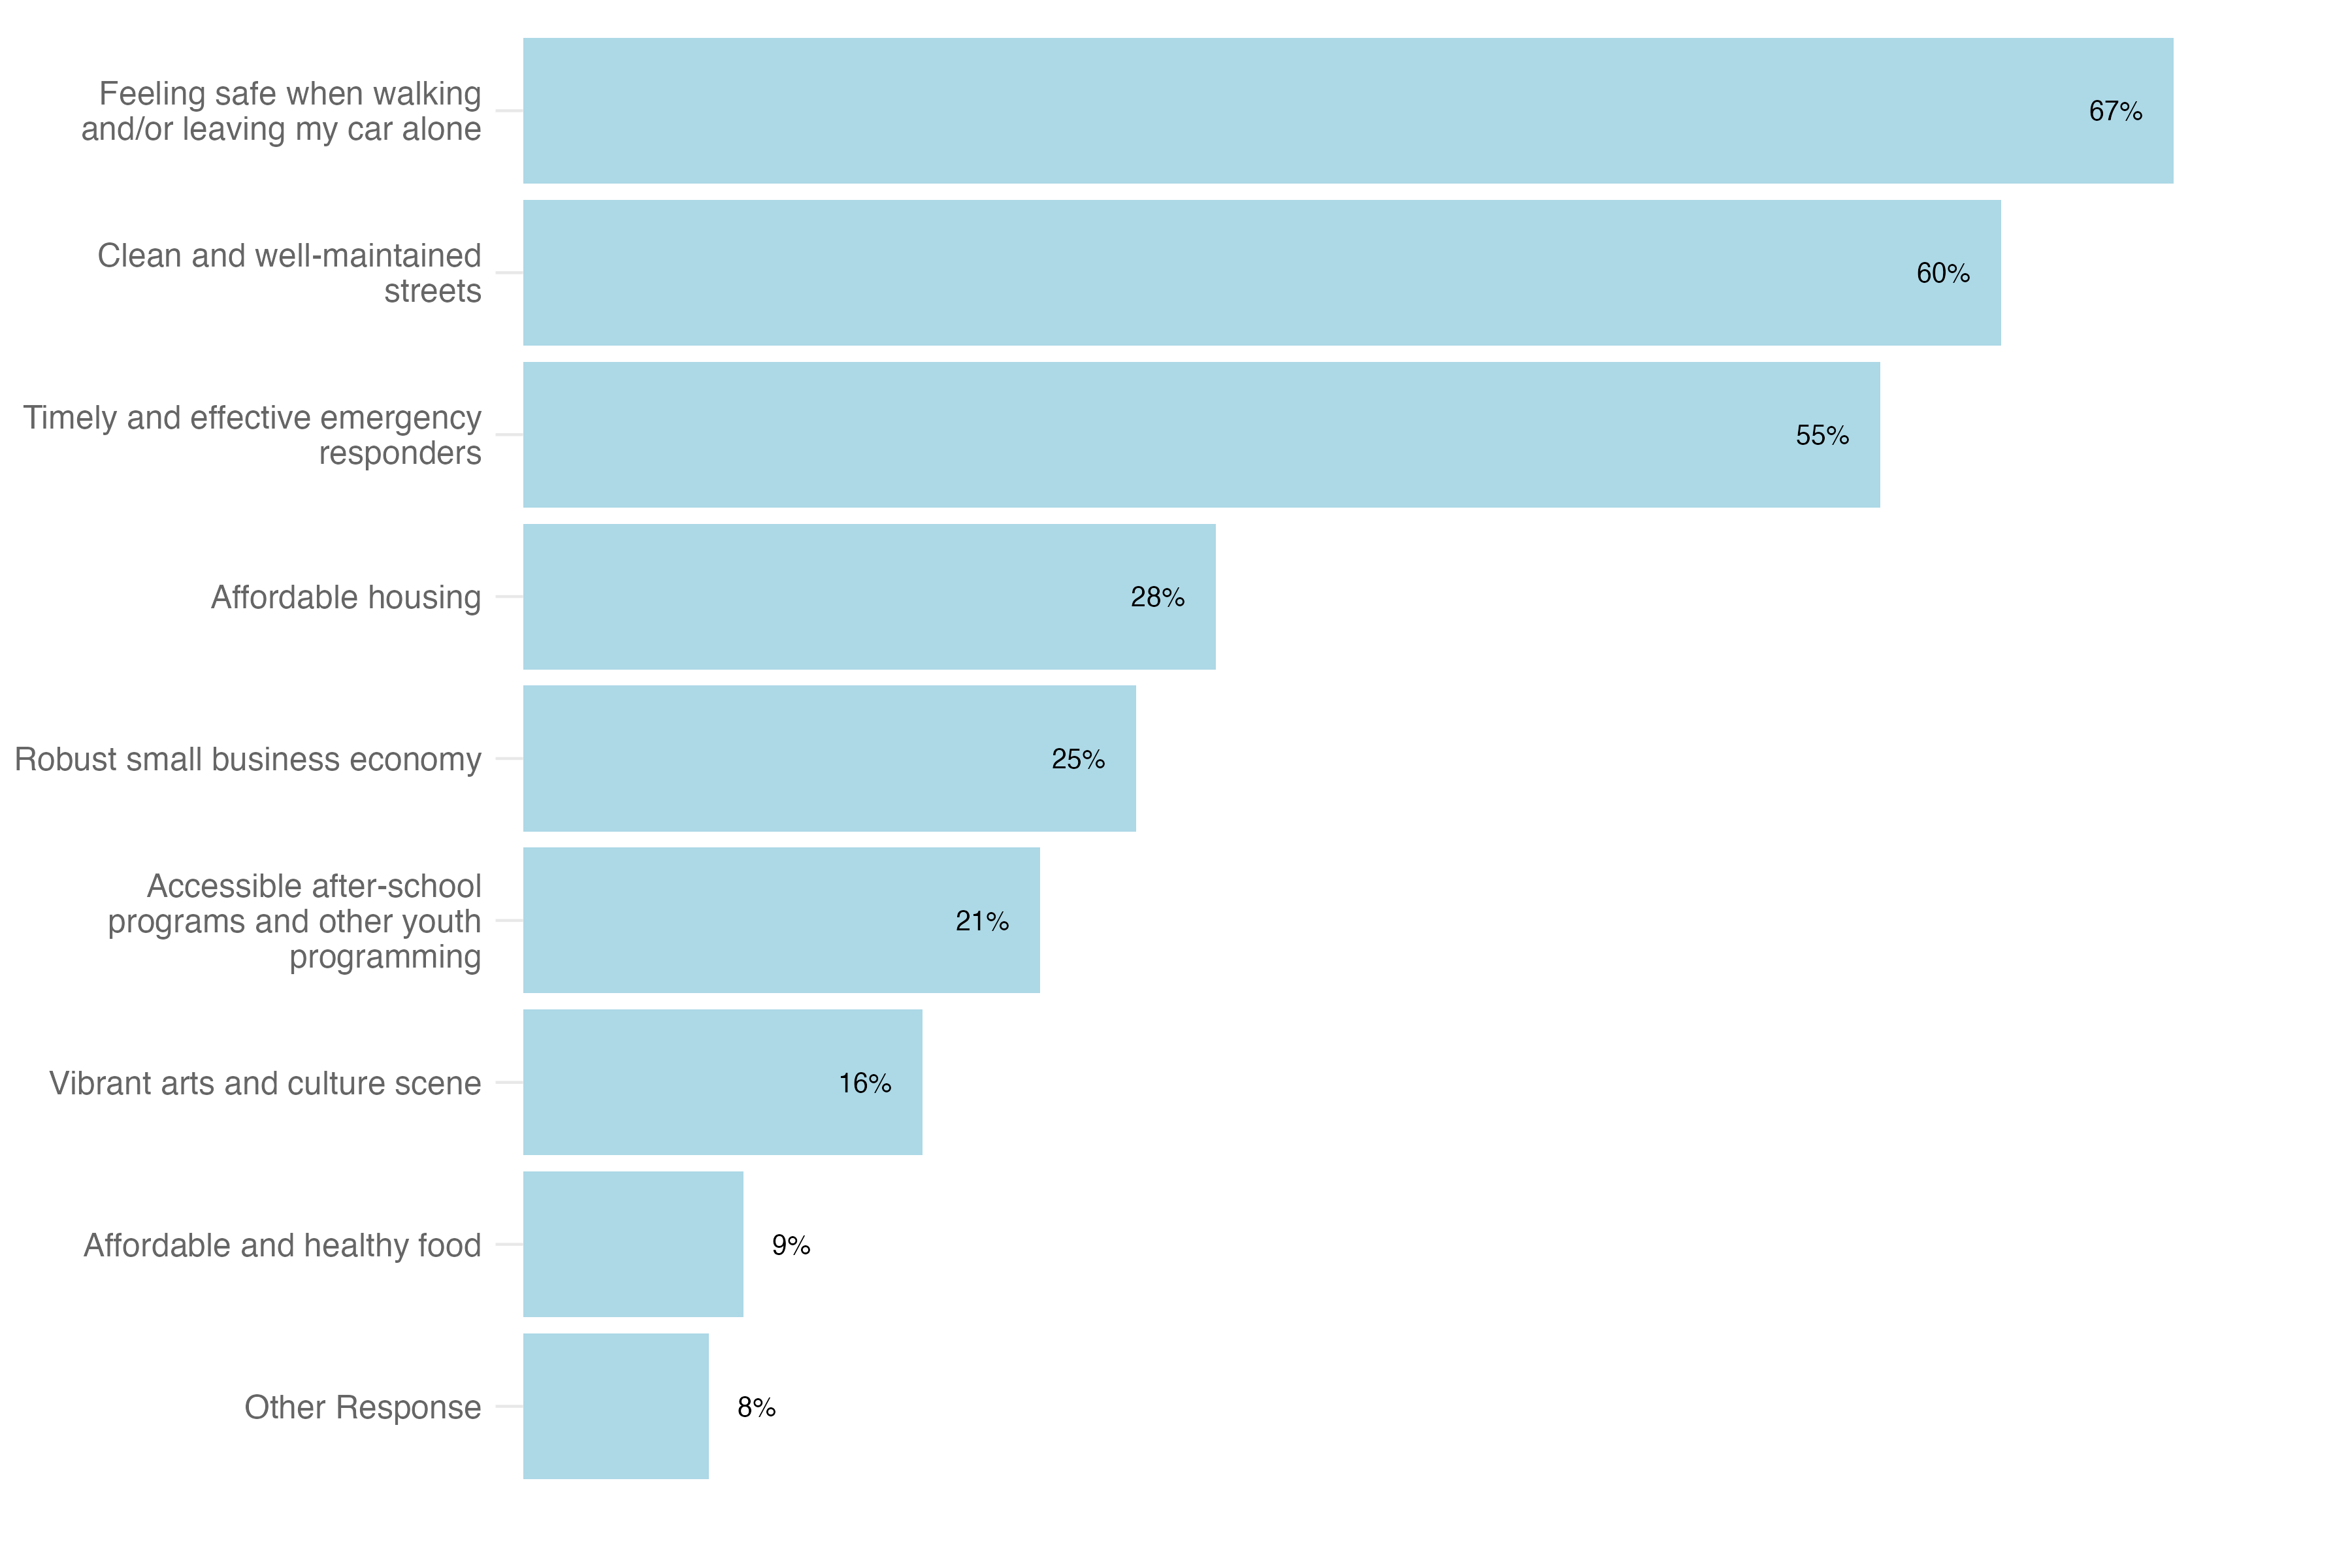 Feeling safe when walking
and/or leaving my car alone
67%
Clean and well-maintained
streets
60%
Timely and effective emergency
responders
55%
Affordable housing
28%
Robust small business economy
25%
Accessible after-school
programs and other youth
programming
21%
Vibrant arts and culture scene
16%
Affordable and healthy food
9%
Other Response
8%